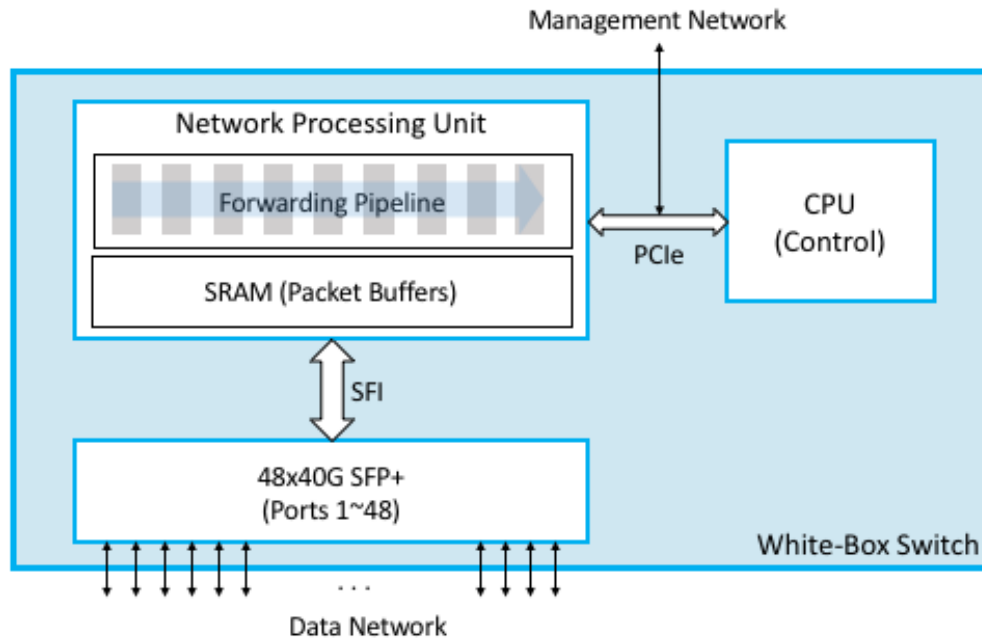 Management Network
Network Processing Unit
Forwarding Pipeline
SRAM (Packet Buffers)
PCIe
CPU
(Control)
SFI
48x40G SFP+
(Ports 1~48)
White-Box Switch
. . .
Data Network